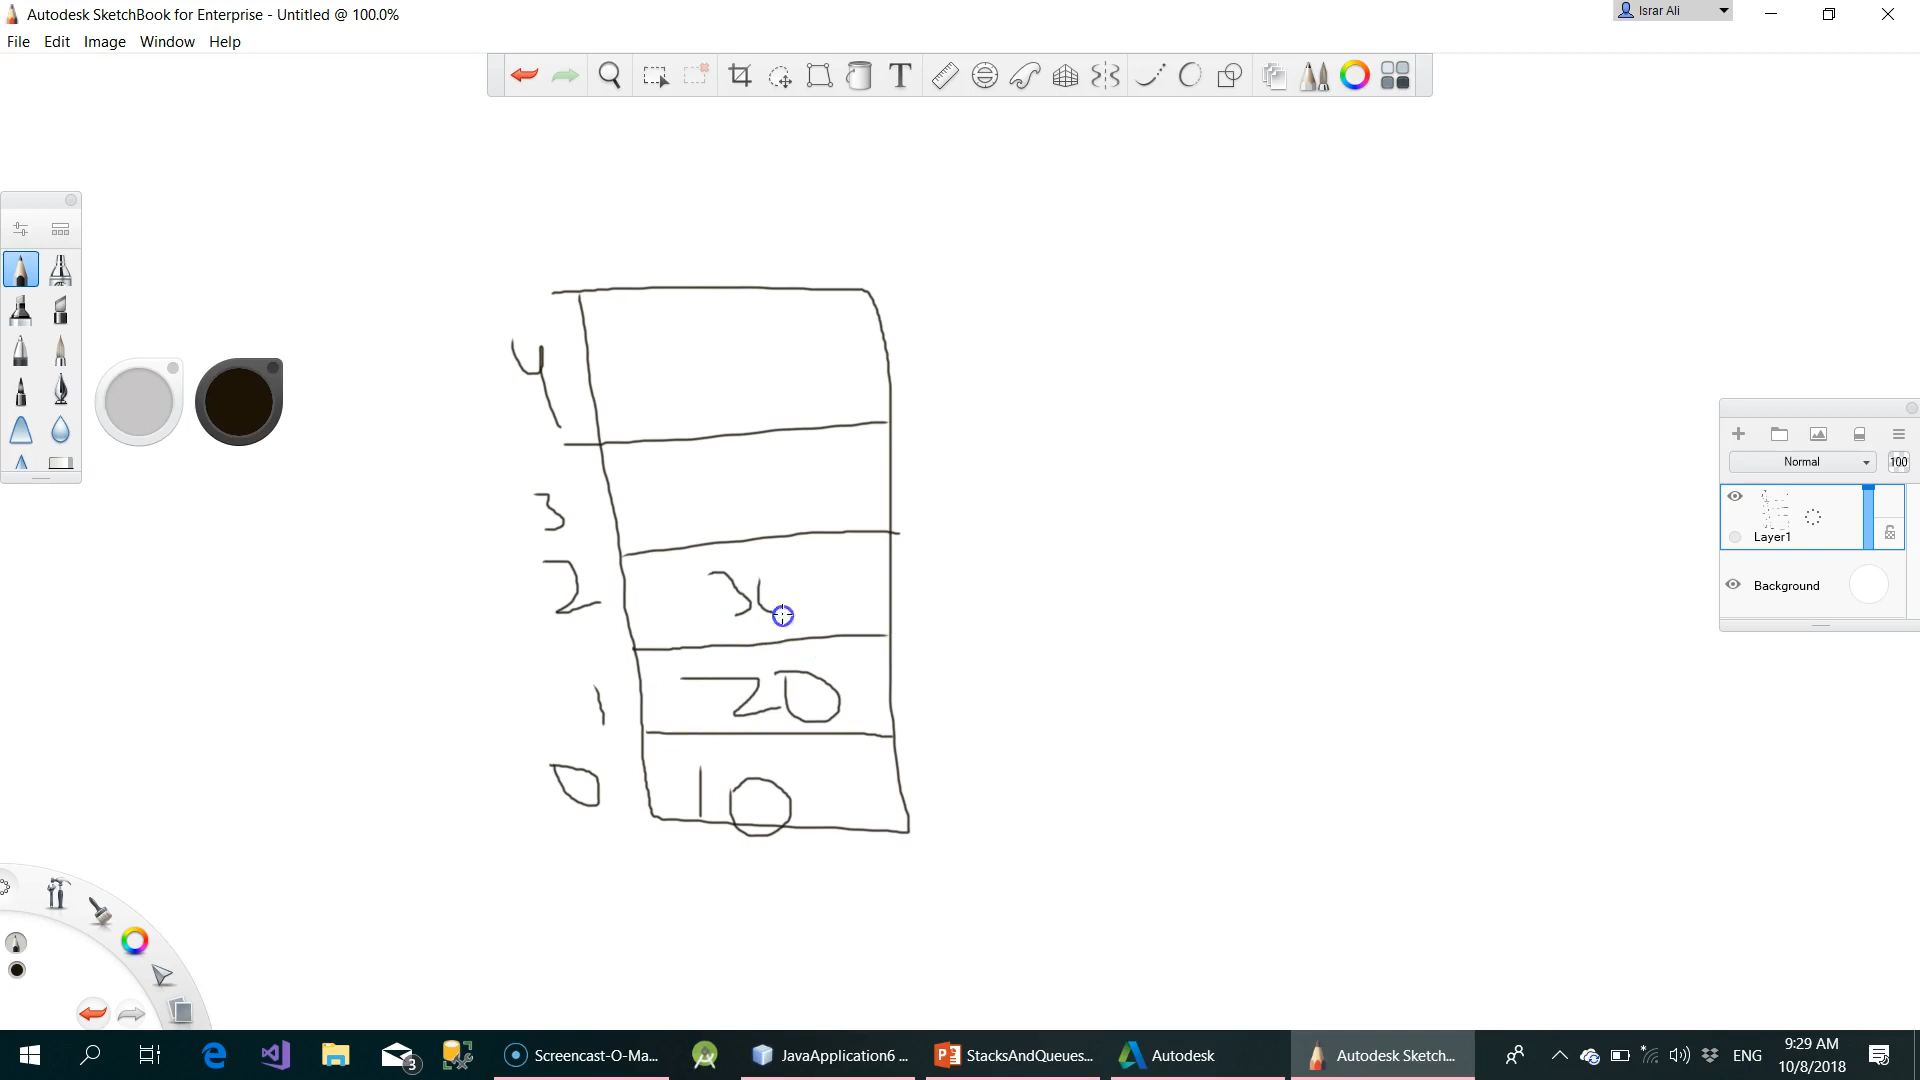 Autodesk SketchBook for Enterprise - Untitled @ 100.0%
Israr Ali
File Edit Image Window Help
T
4
3
2
1
0
20
10
Normal
100
Layer1
Background
3
Screencast-O-Ma...
JavaApplication6 ...
StacksAndQueues...
Autodesk
Autodesk Sketch...
ENG
9:29 AM
10/8/2018